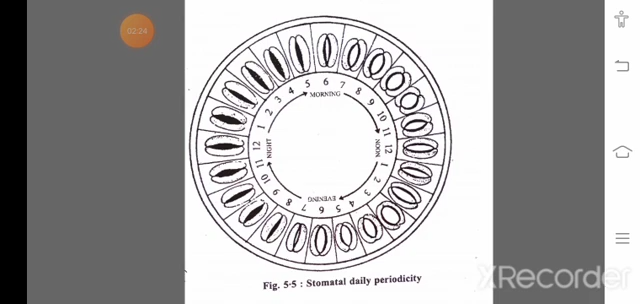 02:24
5 6 7 8 9 10 11 12 1 2 3 4 5 6 7 8 9 10 11 12 1 2 3 4
MORNING
NOON
EVENING
NIGHT
Fig. 5·5 : Stomatal daily periodicity
XRecorder